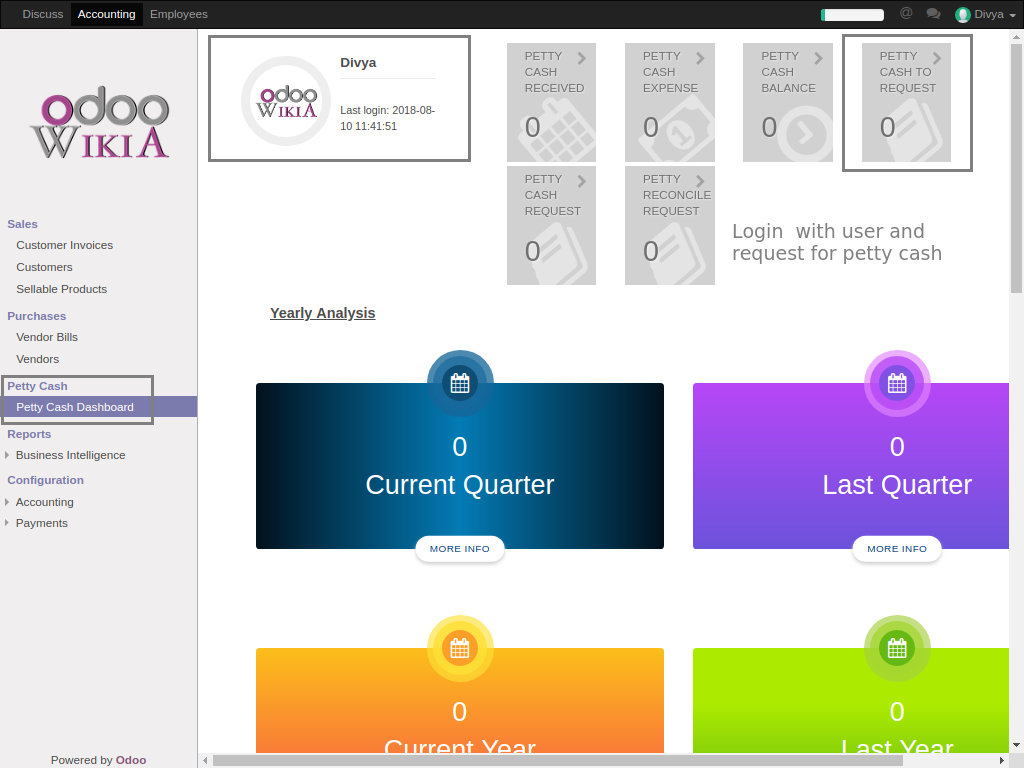 Discuss Accounting Employees @ Divya
odoo
WIKIA
Sales
Customer Invoices
Customers
Sellable Products
Purchases
Vendor Bills
Vendors
Petty Cash
Petty Cash Dashboard
Reports
Business Intelligence
Configuration
Accounting
Payments
Powered by Odoo
odoo
WIKIA
Divya
Last login: 2018-08-
10 11:41:51
PETTY
CASH
RECEIVED
0
PETTY
CASH
EXPENSE
0
PETTY
CASH
BALANCE
0
PETTY
CASH TO
REQUEST
0
PETTY
CASH
REQUEST
0
PETTY
RECONCILE
REQUEST
0
Login with user and
request for petty cash
Yearly Analysis
0
Current Quarter
MORE INFO
0
Last Quarter
MORE INFO
0
Current Year
0
Last Year